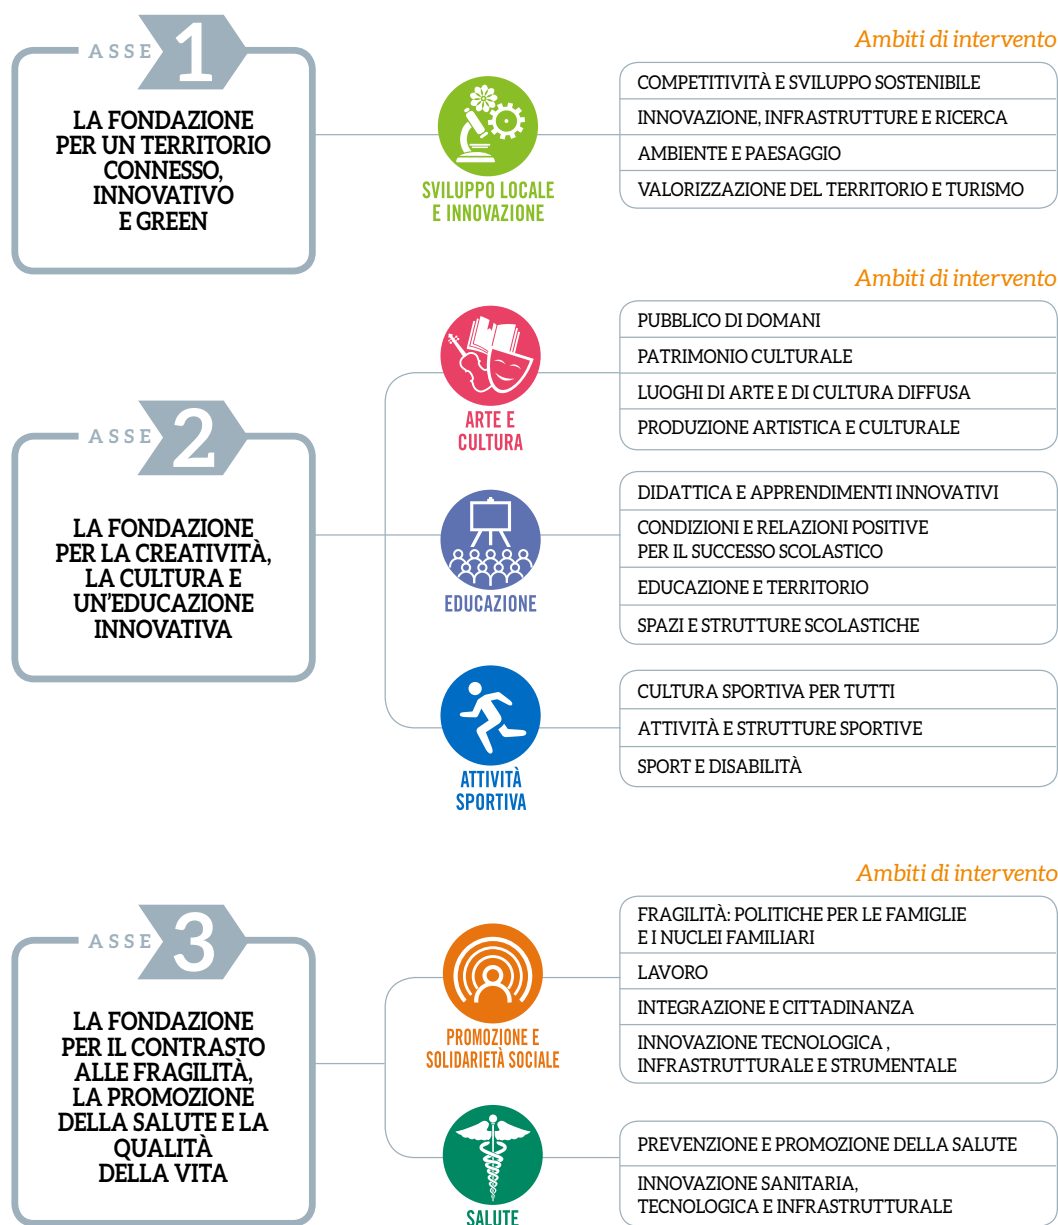 ASSE 1
LA FONDAZIONE
PER UN TERRITORIO
CONNESSO,
INNOVATIVO
E GREEN
SVILUPPO LOCALE
E INNOVAZIONE
Ambiti di intervento
COMPETITIVITÀ E SVILUPPO SOSTENIBILE
INNOVAZIONE, INFRASTRUTTURE E RICERCA
AMBIENTE E PAESAGGIO
VALORIZZAZIONE DEL TERRITORIO E TURISMO
ASSE 2
LA FONDAZIONE
PER LA CREATIVITÀ,
LA CULTURA E
UN'EDUCAZIONE
INNOVATIVA
Ambiti di intervento
ARTE E
CULTURA
PUBBLICO DI DOMANI
PATRIMONIO CULTURALE
LUOGHI DI ARTE E DI CULTURA DIFFUSA
PRODUZIONE ARTISTICA E CULTURALE
EDUCAZIONE
DIDATTICA E APPRENDIMENTI INNOVATIVI
CONDIZIONI E RELAZIONI POSITIVE
PER IL SUCCESSO SCOLASTICO
EDUCAZIONE E TERRITORIO
SPAZI E STRUTTURE SCOLASTICHE
ATTIVITÀ
SPORTIVA
CULTURA SPORTIVA PER TUTTI
ATTIVITÀ E STRUTTURE SPORTIVE
SPORT E DISABILITÀ
ASSE 3
LA FONDAZIONE
PER IL CONTRASTO
ALLE FRAGILITÀ,
LA PROMOZIONE
DELLA SALUTE E LA
QUALITÀ
DELLA VITA
Ambiti di intervento
PROMOZIONE E
SOLIDARIETÀ SOCIALE
FRAGILITÀ: POLITICHE PER LE FAMIGLIE
E I NUCLEI FAMILIARI
LAVORO
INTEGRAZIONE E CITTADINANZA
INNOVAZIONE TECNOLOGICA ,
INFRASTRUTTURALE E STRUMENTALE
SALUTE
PREVENZIONE E PROMOZIONE DELLA SALUTE
INNOVAZIONE SANITARIA,
TECNOLOGICA E INFRASTRUTTURALE